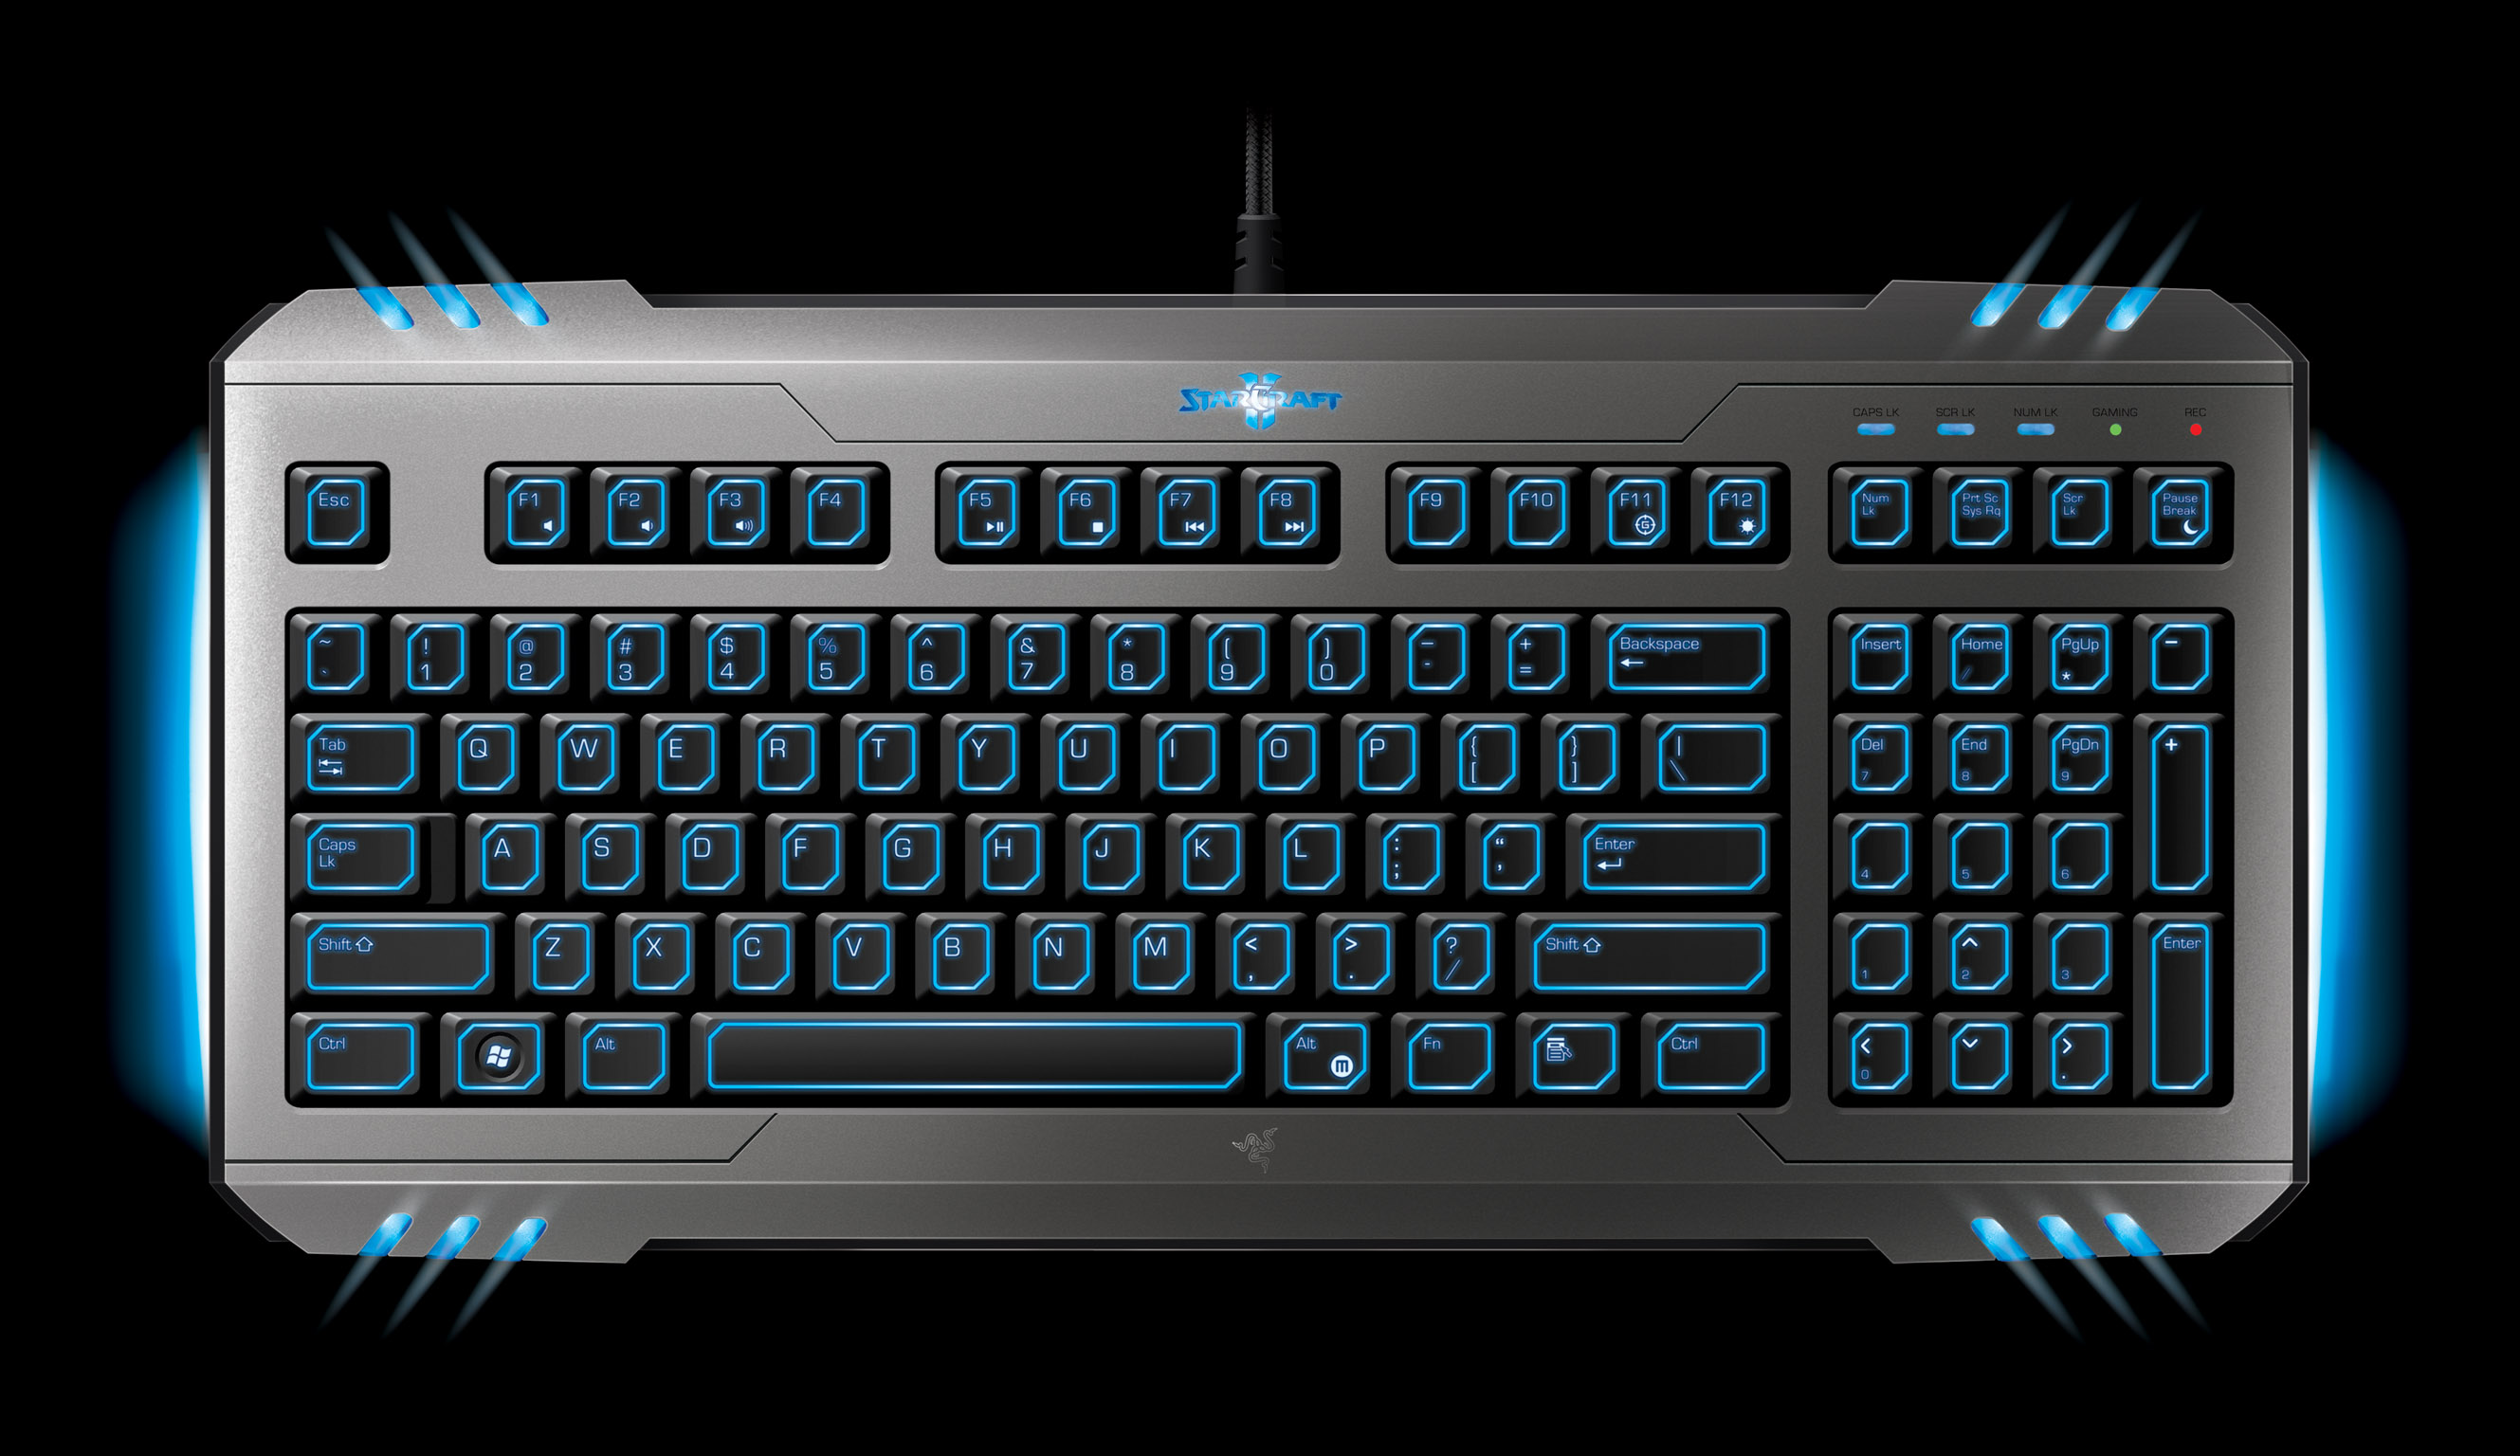 STARCRAFT II
CAPS LK SCR LK NUM LK GAMING REC
Esc F1 F2 F3 F4 F5 F6 F7 F8 F9 F10 F11 G F12 Num Prt Sc Scr Pause
Lk Sys Rq Lk Break
~ ! @ # $ % ^ & * ( ) _ + Backspace Insert Home PgUp -
` 1 2 3 4 5 6 7 8 9 0 - = / *
Tab Q W E R T Y U I O P { } | Del End PgDn +
[ ] \ 7 8 9
Caps A S D F G H J K L : “ Enter
Lk ; ‚ 4 5 6
Shift Z X C V B N M < > ? Shift ^ Enter
, . / 1 2 3
Ctrl Alt Alt m Fn Ctrl < >
0 .